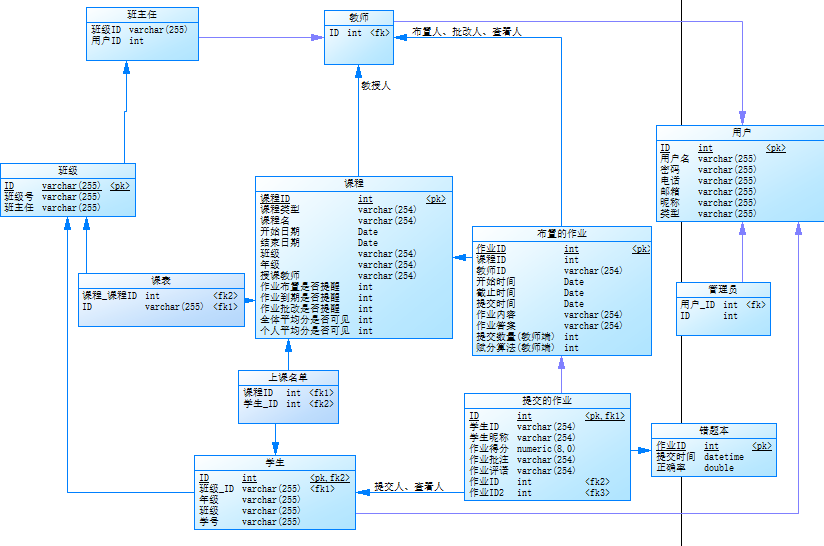 班主任
班级ID varchar(255)
用户ID int
教师
ID int <fk>
布置人、批改人、查看人
教授人
用户
ID int <pk>
用户名 varchar(255)
密码 varchar(255)
电话 varchar(255)
邮箱 varchar(255)
昵称 varchar(255)
类型 varchar(255)
班级
ID varchar(255) <pk>
班级号 varchar(255)
班主任 varchar(255)
课程
课程ID int <pk>
课程类型 varchar(254)
课程名 varchar(254)
开始日期 Date
结束日期 Date
班级 varchar(254)
年级 varchar(254)
授课教师 varchar(254)
作业布置是否提醒 int
作业到期是否提醒 int
作业批改是否提醒 int
全体平均分是否可见 int
个人平均分是否可见 int
布置的作业
作业ID int <pk>
课程ID int
教师ID varchar(254)
开始时间 Date
截止时间 Date
提交时间 Date
作业内容 varchar(254)
作业答案 varchar(254)
提交数量(教师端) int
赋分算法(教师端) int
课表
课程_课程ID int <fk2>
ID varchar(255) <fk1>
管理员
用户_ID int <fk>
ID int
上课名单
课程ID int <fk1>
学生_ID int <fk2>
提交的作业
ID int <pk,fk1>
学生ID varchar(254)
学生昵称 varchar(254)
作业得分 numeric(8,0)
作业批注 varchar(254)
作业评语 varchar(254)
作业ID int <fk2>
作业ID2 int <fk3>
错题本
作业ID int <pk>
提交时间 datetime
正确率 double
学生
ID int <pk,fk2>
班级_ID varchar(255) <fk1>
年级 varchar(255)
班级 varchar(255)
学号 varchar(255)
提交人、查看人